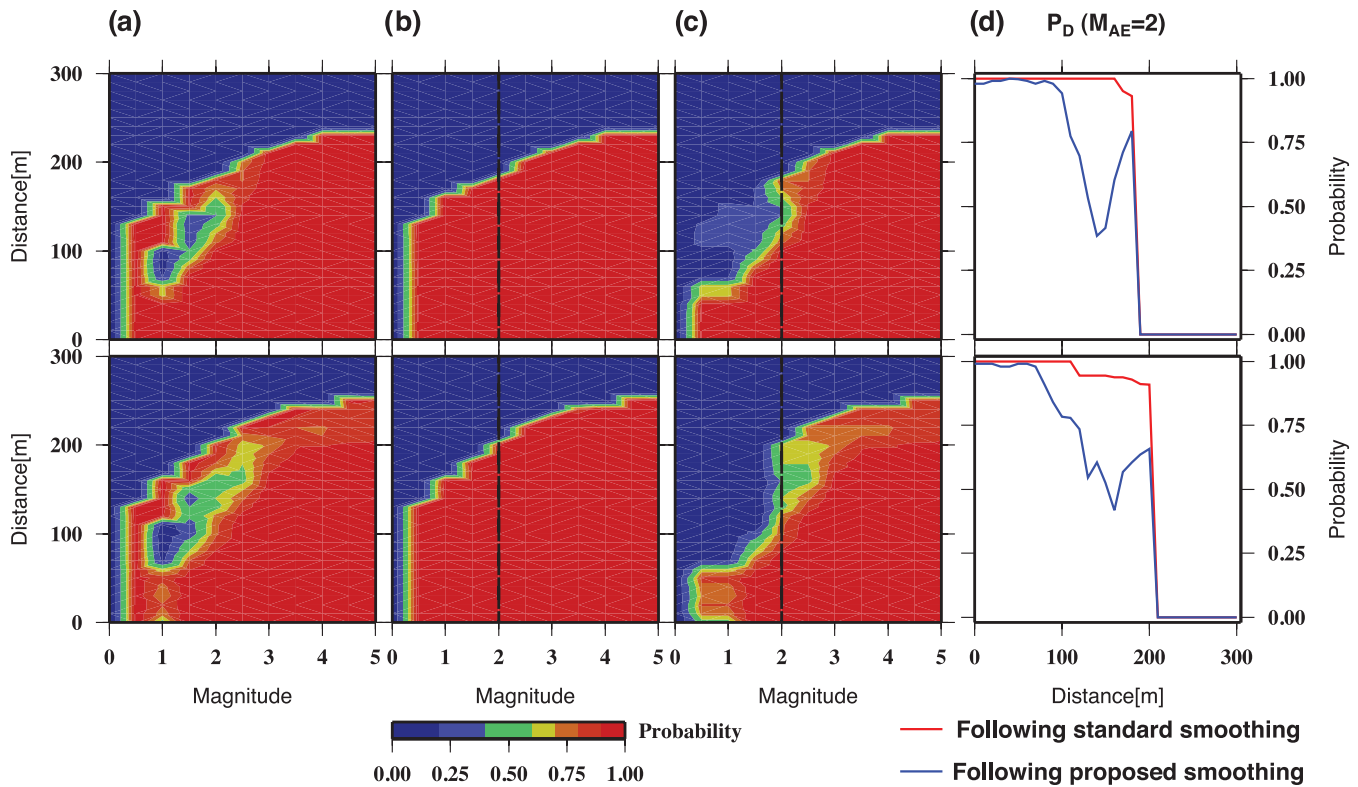 (a) (b) (c) (d) P_D (M_AE=2)
300 1.00
200 0.75
100 0.50
0 0.25
0.00
Distance[m] Probability
300 1.00
200 0.75
100 0.50
0 0.25
0.00
Distance[m] Probability
0 1 2 3 4 5 0 1 2 3 4 5 0 1 2 3 4 5 0 100 200 300
Magnitude Magnitude Magnitude Distance[m]
Probability
0.00 0.25 0.50 0.75 1.00
Following standard smoothing
Following proposed smoothing